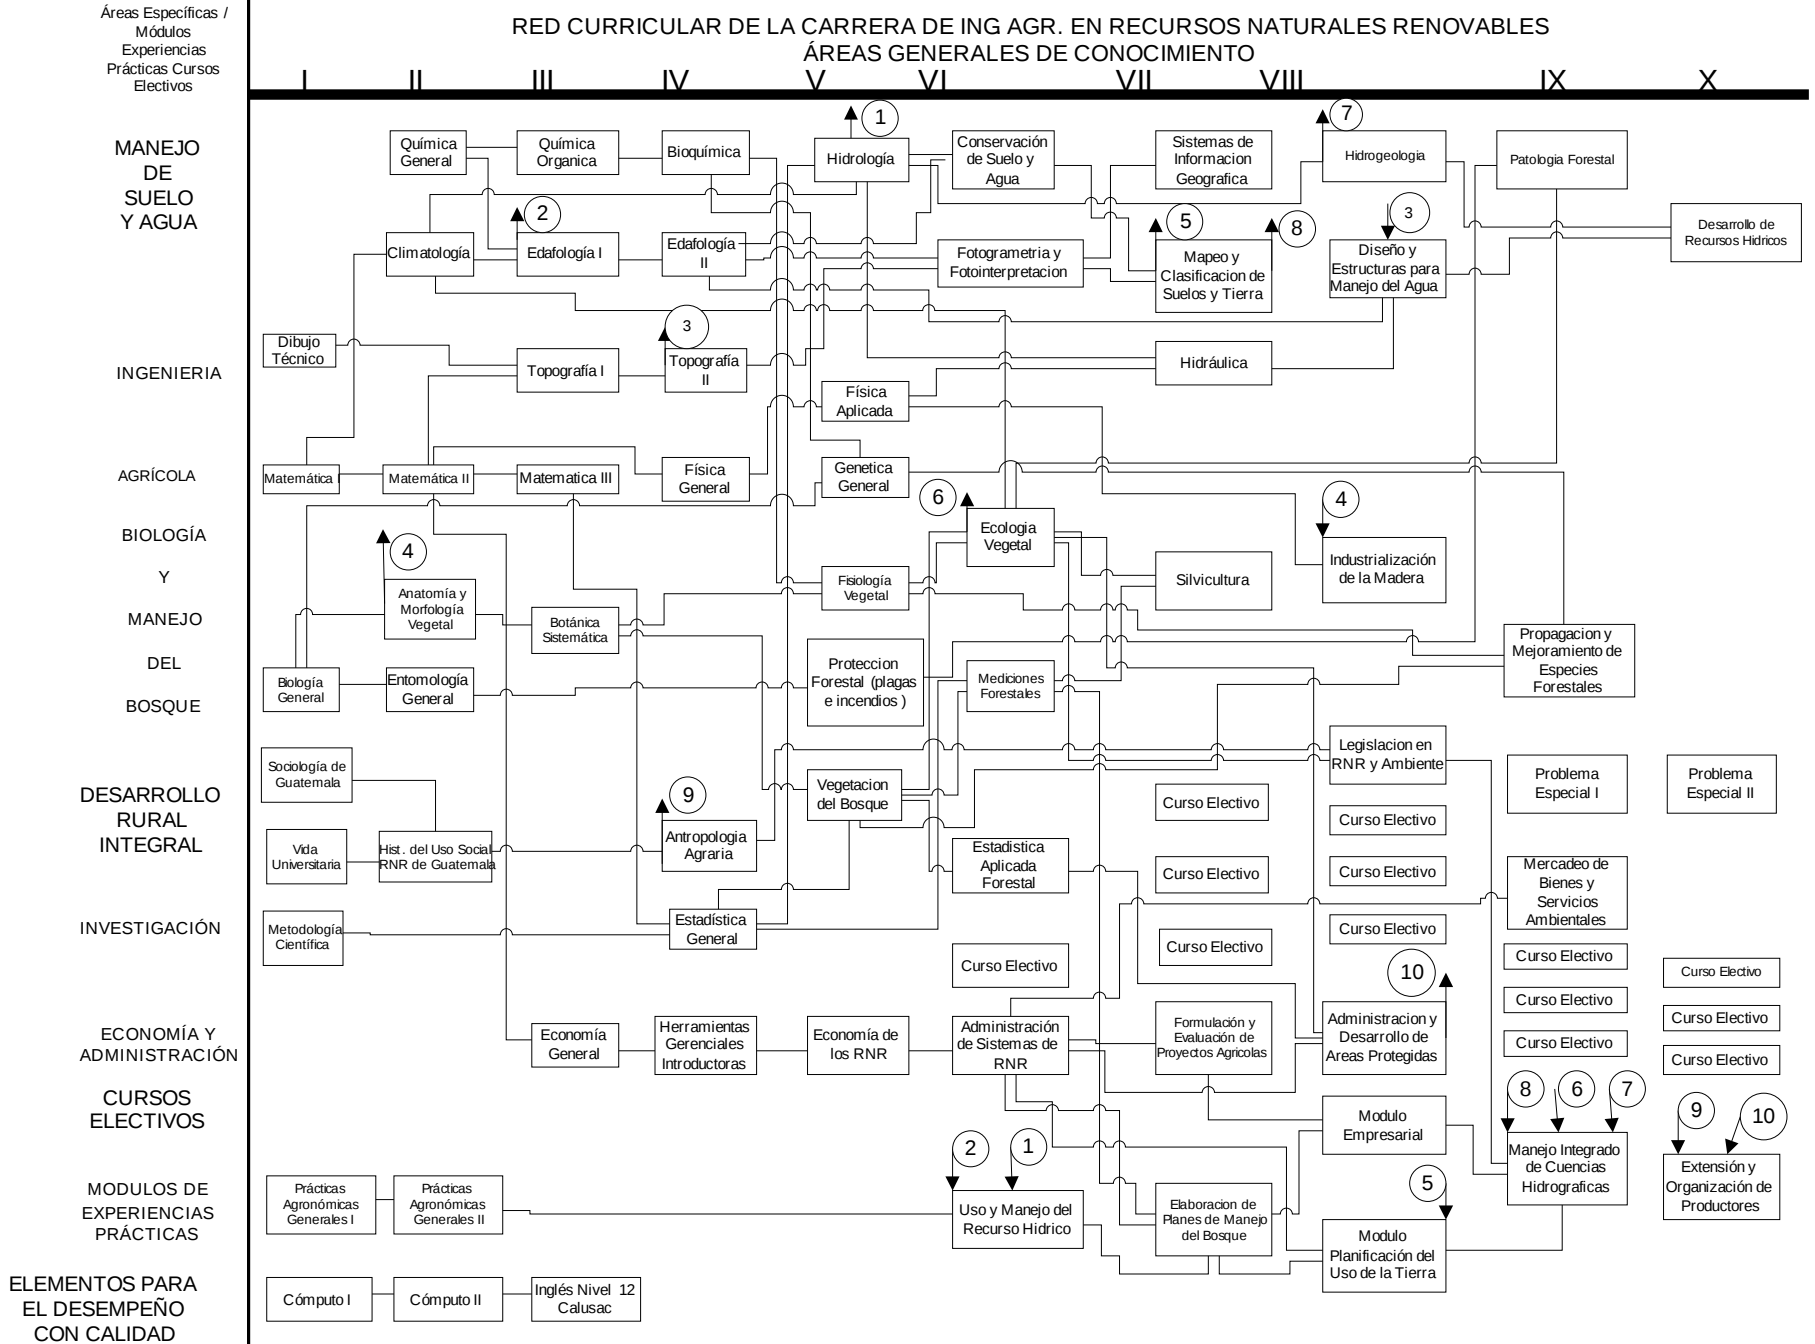 Áreas Específicas /
Módulos
Experiencias
Prácticas Cursos
Electivos
RED CURRICULAR DE LA CARRERA DE ING AGR. EN RECURSOS NATURALES RENOVABLES
ÁREAS GENERALES DE CONOCIMIENTO
I II III IV V VI VII VIII IX X
MANEJO
DE
SUELO
Y AGUA
Química
General
Química
Organica
Bioquímica
1
Hidrología
Conservación
de Suelo y
Agua
Sistemas de
Informacion
Geografica
7
Hidrogeologia
Patologia Forestal
2
Climatología
Edafología I
Edafología
II
Fotogrametria y
Fotointerpretacion
5
8
Mapeo y
Clasificacion de
Suelos y Tierra
3
Diseño y
Estructuras para
Manejo del Agua
Desarrollo de
Recursos Hidricos
INGENIERIA
Dibujo
Técnico
Topografía I
3
Topografía
II
Física
Aplicada
Hidráulica
AGRÍCOLA
Matemática I
Matemática II
Matematica III
Física
General
Genetica
General
BIOLOGÍA
Y
MANEJO
DEL
BOSQUE
4
Anatomía y
Morfología
Vegetal
Botánica
Sistemática
Fisiología
Vegetal
6
Ecologia
Vegetal
Silvicultura
4
Industrialización
de la Madera
Propagacion y
Mejoramiento de
Especies
Forestales
Biología
General
Entomología
General
Proteccion
Forestal (plagas
e incendios )
Mediciones
Forestales
DESARROLLO
RURAL
INTEGRAL
Sociología de
Guatemala
Vida
Universitaria
Hist. del Uso Social
RNR de Guatemala
9
Antropologia
Agraria
Vegetacion
del Bosque
Legislacion en
RNR y Ambiente
Problema
Especial I
Problema
Especial II
Curso Electivo
Curso Electivo
Estadistica
Aplicada
Forestal
Curso Electivo
Curso Electivo
Mercadeo de
Bienes y
Servicios
Ambientales
INVESTIGACIÓN
Metodología
Científica
Estadística
General
Curso Electivo
Curso Electivo
Curso Electivo
Curso Electivo
Curso Electivo
Curso Electivo
Curso Electivo
Curso Electivo
Curso Electivo
ECONOMÍA Y
ADMINISTRACIÓN
Economía
General
Herramientas
Gerenciales
Introductoras
Economía de
los RNR
Administración
de Sistemas de
RNR
Formulación y
Evaluación de
Proyectos Agricolas
10
Administracion y
Desarrollo de
Areas Protegidas
CURSOS
ELECTIVOS
Modulo
Empresarial
8
6
7
Manejo Integrado
de Cuencias
Hidrograficas
9
10
Extensión y
Organización de
Productores
MODULOS DE
EXPERIENCIAS
PRÁCTICAS
Prácticas
Agronómicas
Generales I
Prácticas
Agronómicas
Generales II
2
1
Uso y Manejo del
Recurso Hidrico
Elaboracion de
Planes de Manejo
del Bosque
5
Modulo
Planificación del
Uso de la Tierra
ELEMENTOS PARA
EL DESEMPEÑO
CON CALIDAD
Cómputo I
Cómputo II
Inglés Nivel 12
Calusac